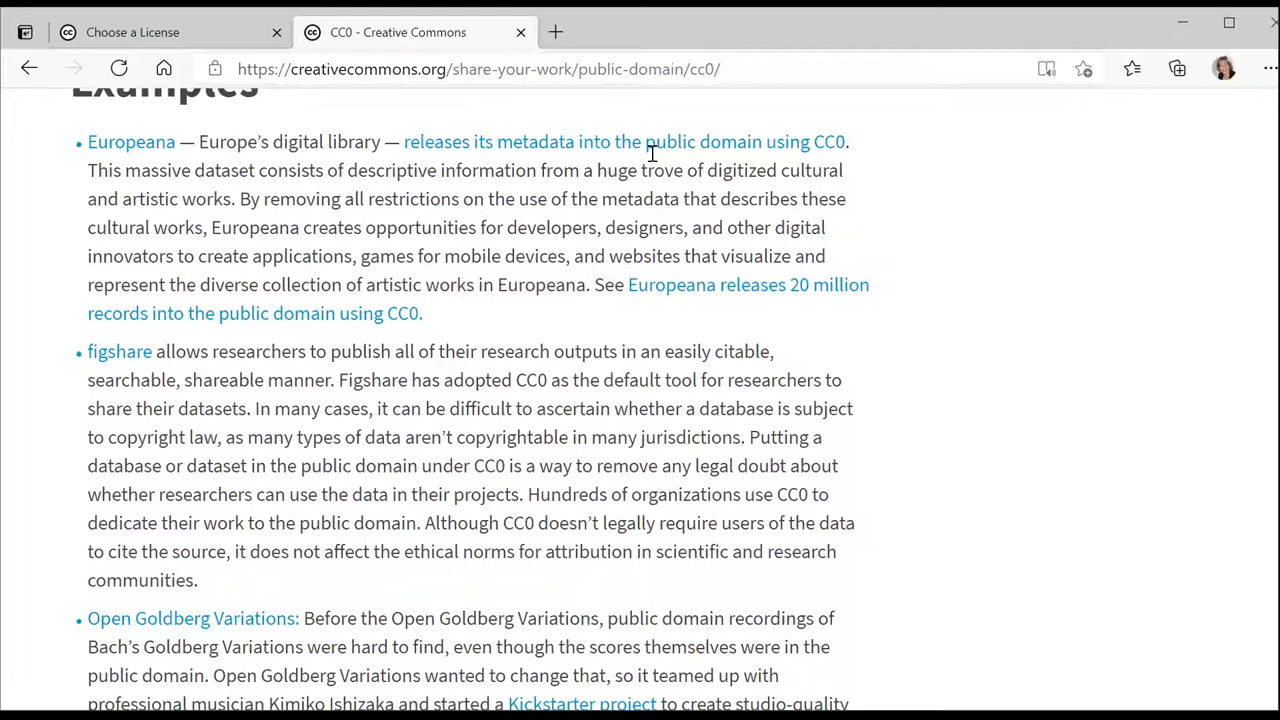 Choose a License
CC0 - Creative Commons
https://creativecommons.org/share-your-work/public-domain/cc0/
Examples
• Europeana — Europe’s digital library — releases its metadata into the public domain using CC0.
This massive dataset consists of descriptive information from a huge trove of digitized cultural
and artistic works. By removing all restrictions on the use of the metadata that describes these
cultural works, Europeana creates opportunities for developers, designers, and other digital
innovators to create applications, games for mobile devices, and websites that visualize and
represent the diverse collection of artistic works in Europeana. See Europeana releases 20 million
records into the public domain using CC0.
• figshare allows researchers to publish all of their research outputs in an easily citable,
searchable, shareable manner. Figshare has adopted CC0 as the default tool for researchers to
share their datasets. In many cases, it can be difficult to ascertain whether a database is subject
to copyright law, as many types of data aren’t copyrightable in many jurisdictions. Putting a
database or dataset in the public domain under CC0 is a way to remove any legal doubt about
whether researchers can use the data in their projects. Hundreds of organizations use CC0 to
dedicate their work to the public domain. Although CC0 doesn’t legally require users of the data
to cite the source, it does not affect the ethical norms for attribution in scientific and research
communities.
• Open Goldberg Variations: Before the Open Goldberg Variations, public domain recordings of
Bach’s Goldberg Variations were hard to find, even though the scores themselves were in the
public domain. Open Goldberg Variations wanted to change that, so it teamed up with
professional musician Kimiko Ishizaka and started a Kickstarter project to create studio-quality